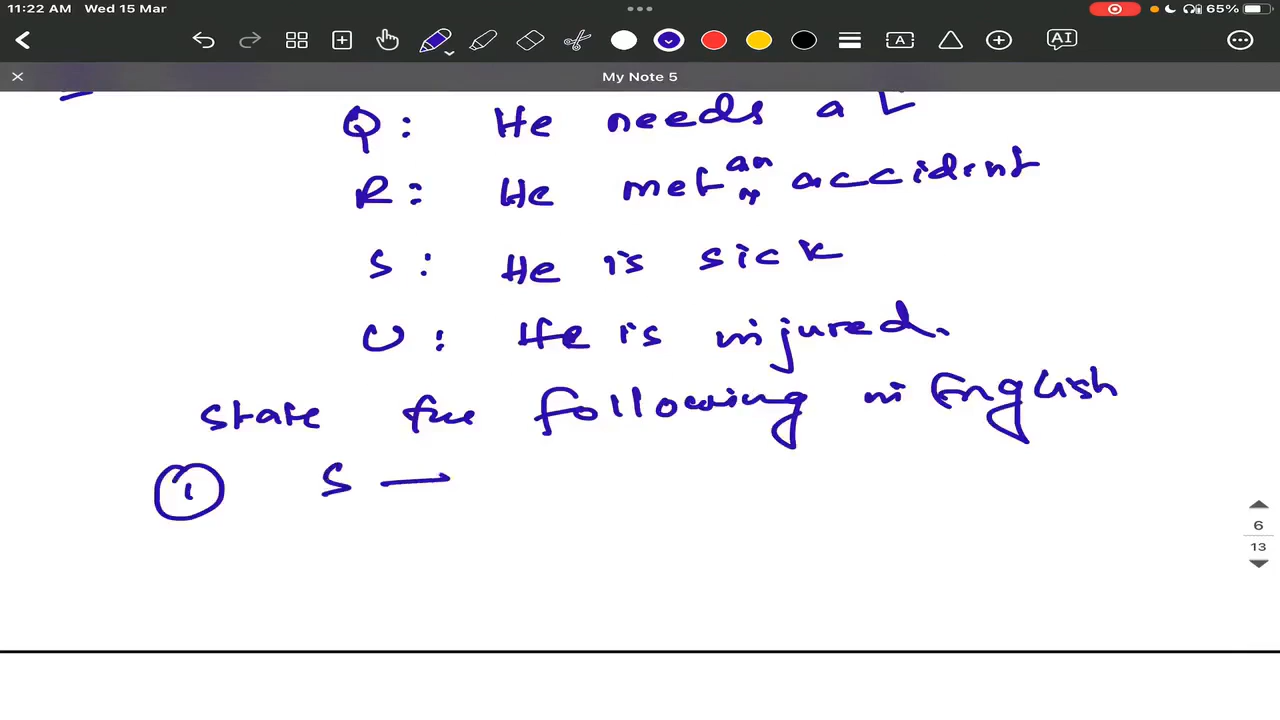 11:22 AM Wed 15 Mar
65%
A
AI
My Note 5
Q: He needs a
R: He met an accident
S: He is sick
U: He is injured.
State the following in English
1 S —
6
13